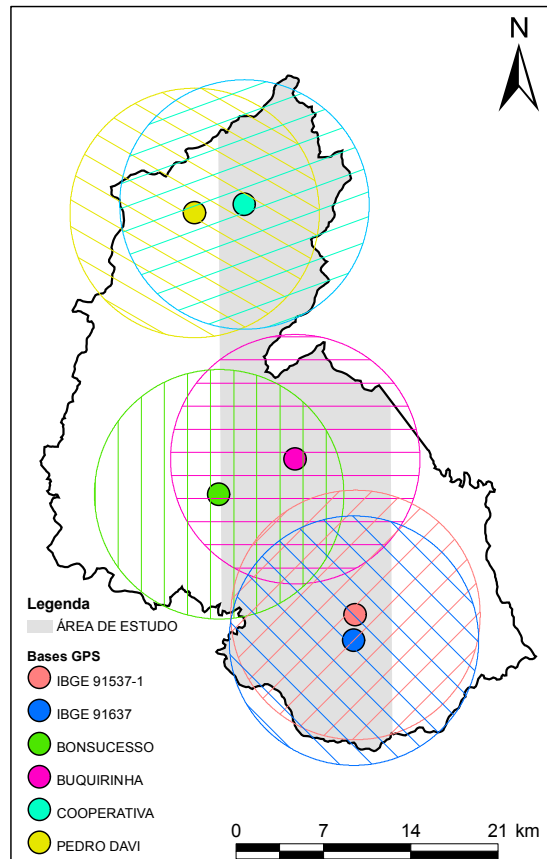 N
Legenda
ÁREA DE ESTUDO
Bases GPS
IBGE 91537-1
IBGE 91637
BONSUCESSO
BUQUIRINHA
COOPERATIVA
PEDRO DAVI
0 7 14 21 km